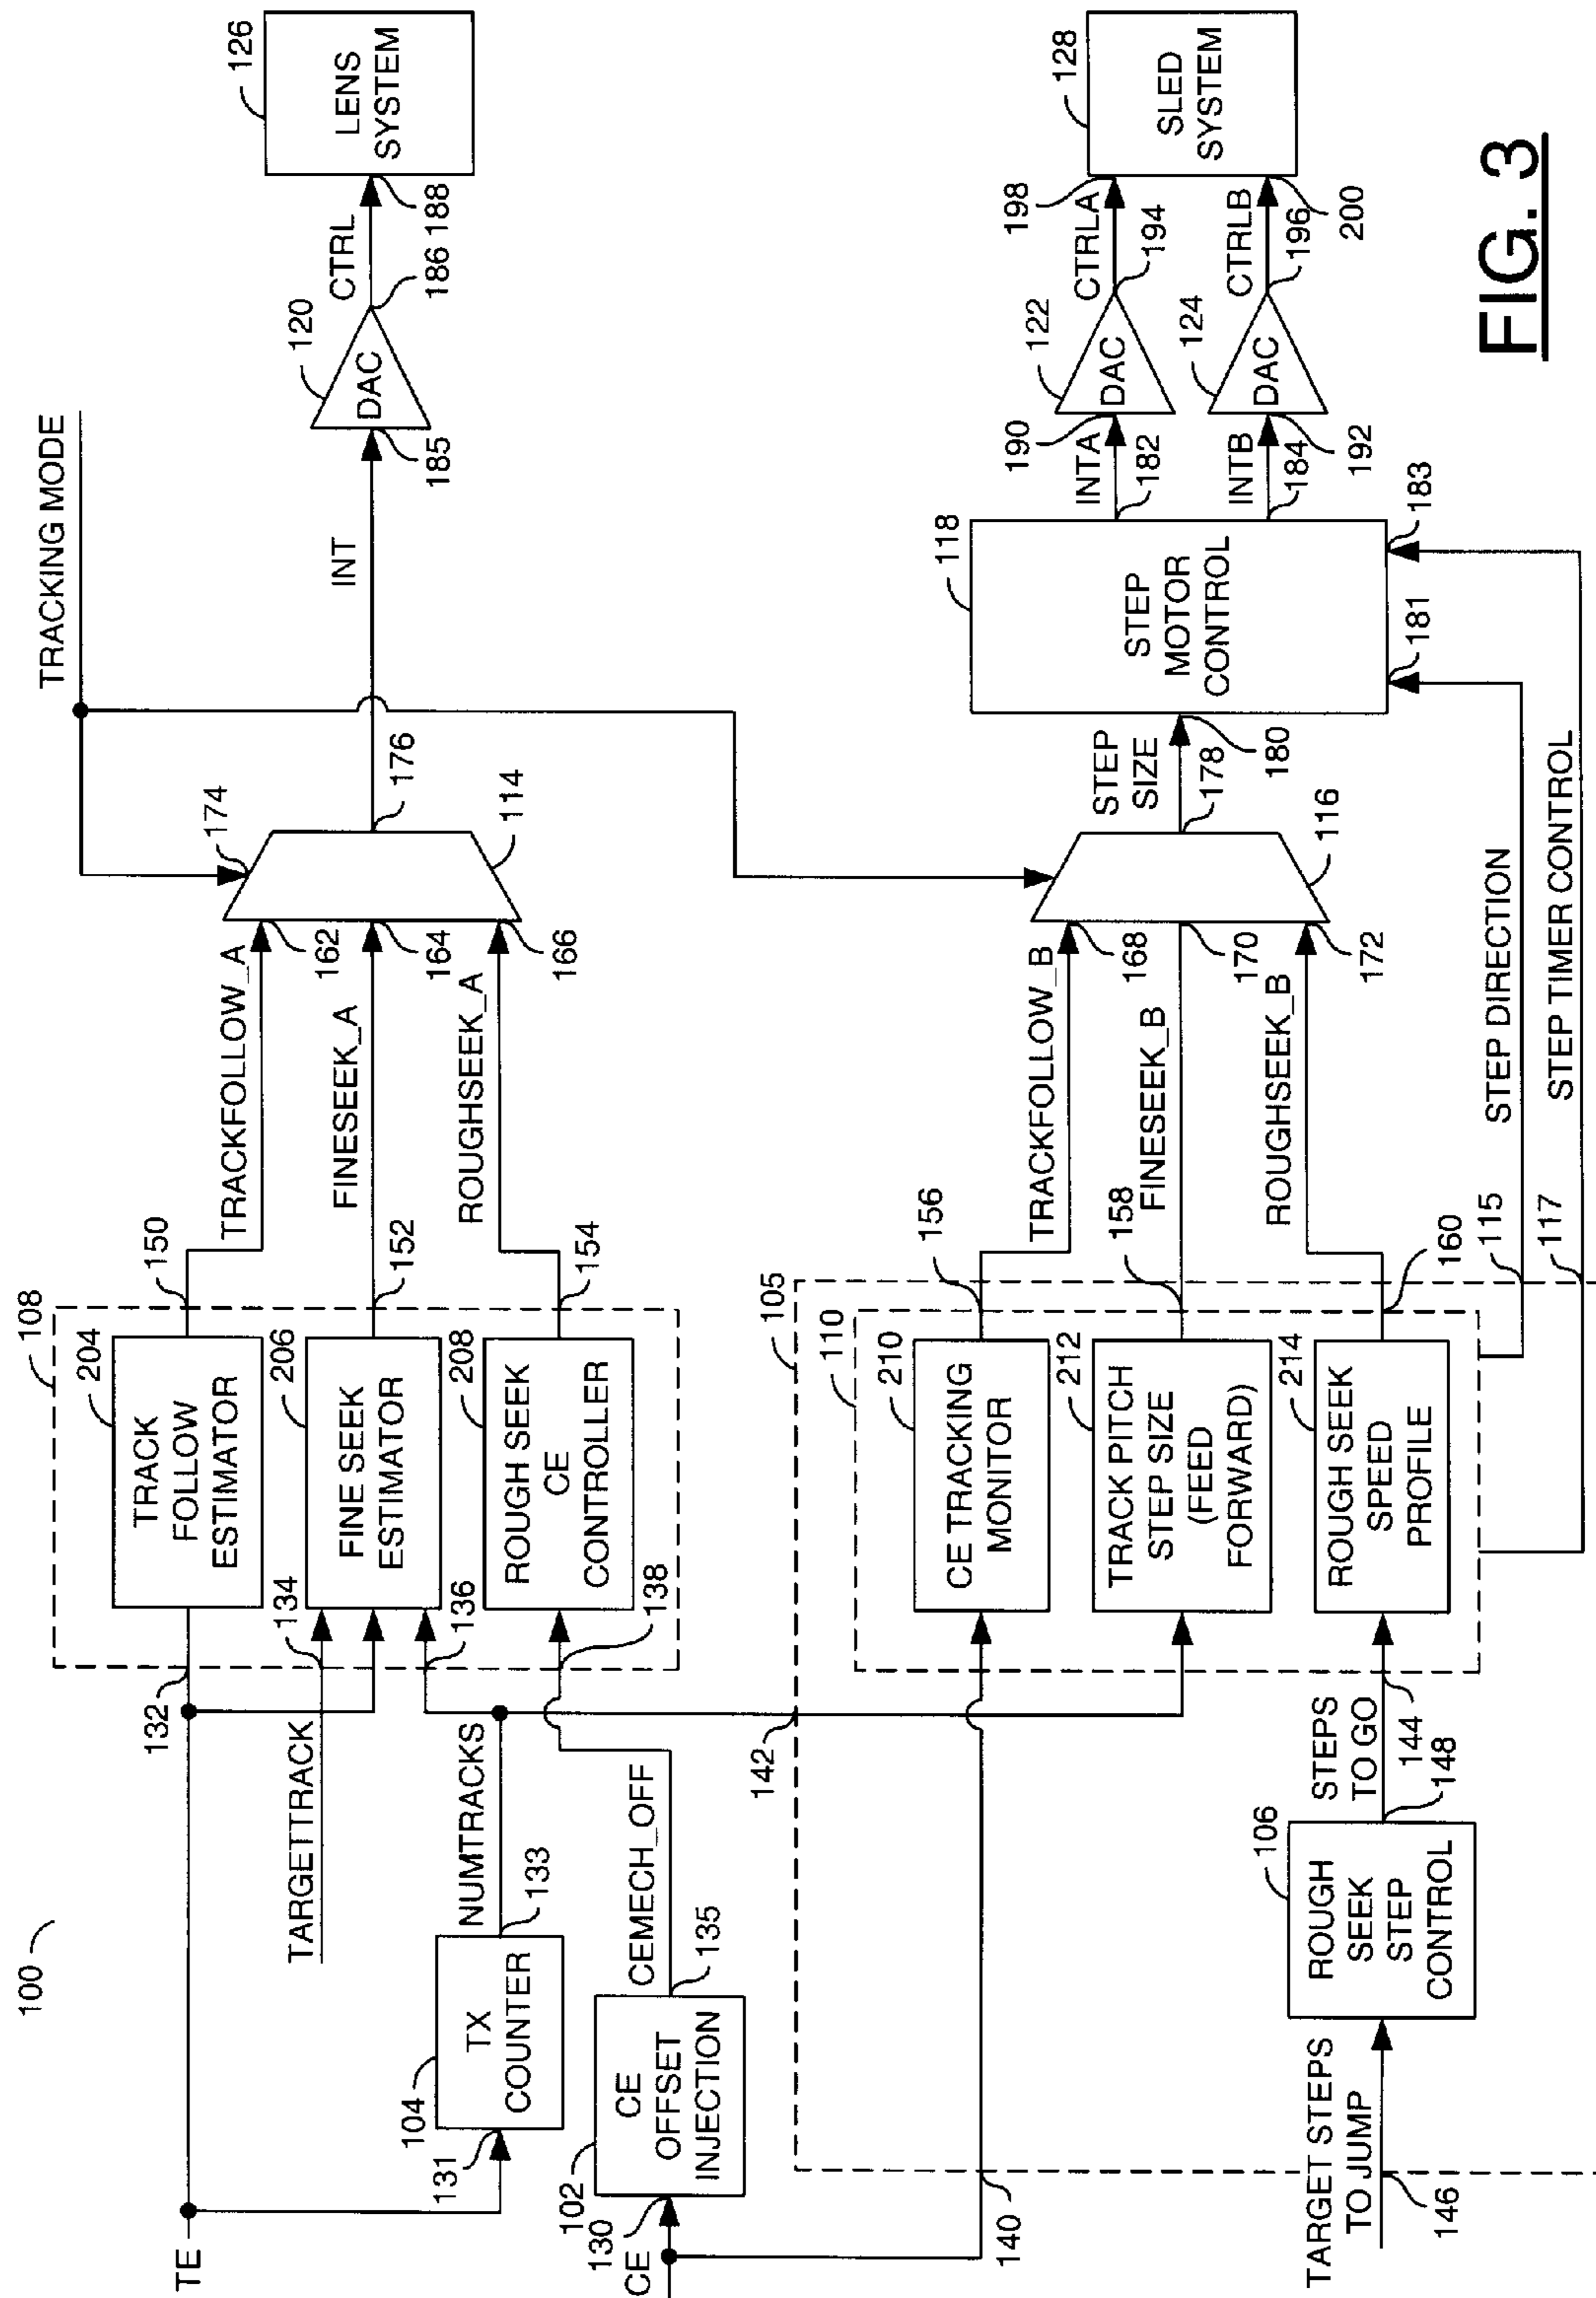 100
TE
TARGETTRACK
132
134
136
138
108
204
TRACK
FOLLOW
ESTIMATOR
150
TRACKFOLLOW_A
206
FINE SEEK
ESTIMATOR
152
FINESEEK_A
208
ROUGH SEEK
CE
CONTROLLER
154
ROUGHSEEK_A
162
164
166
174
176
114
TRACKING MODE
INT
120
DAC
185
186
CTRL
188
126
LENS
SYSTEM
104
131
TX
COUNTER
133
NUMTRACKS
102
130
CE
CE
OFFSET
INJECTION
135
CEMECH_OFF
140
142
105
110
210
CE TRACKING
MONITOR
156
TRACKFOLLOW_B
212
TRACK PITCH
STEP SIZE
(FEED
FORWARD)
158
FINESEEK_B
214
ROUGH SEEK
SPEED
PROFILE
160
ROUGHSEEK_B
168
170
172
116
178
STEP
SIZE
180
118
STEP
MOTOR
CONTROL
181
183
INTA
182
INTB
184
190
192
122
DAC
124
DAC
CTRLA
194
CTRLB
196
198
200
128
SLED
SYSTEM
TARGET STEPS
TO JUMP
146
106
ROUGH
SEEK
STEP
CONTROL
148
STEPS
TO GO
144
115
STEP DIRECTION
117
STEP TIMER CONTROL
FIG. 3